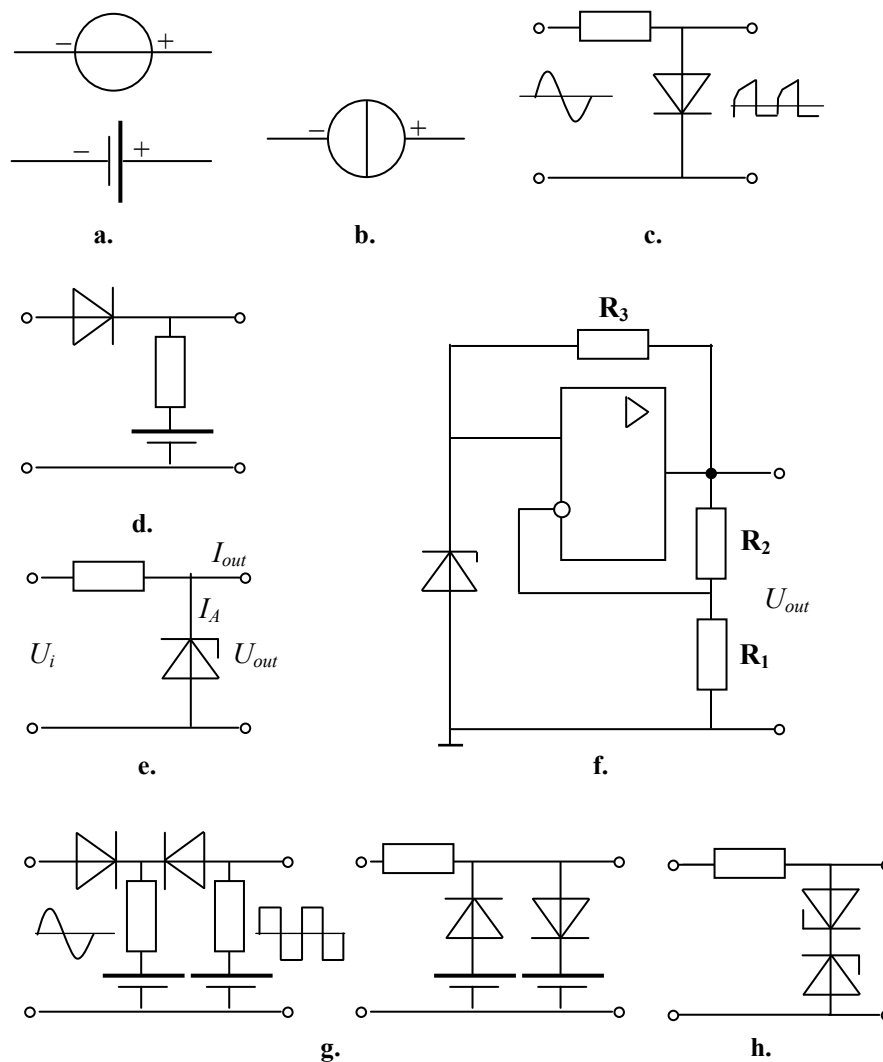 − +
− +
a.
− +
b.
c.
d.
R₃
R₂
U_out
R₁
f.
I_out
I_A
U_i U_out
e.
g.
h.